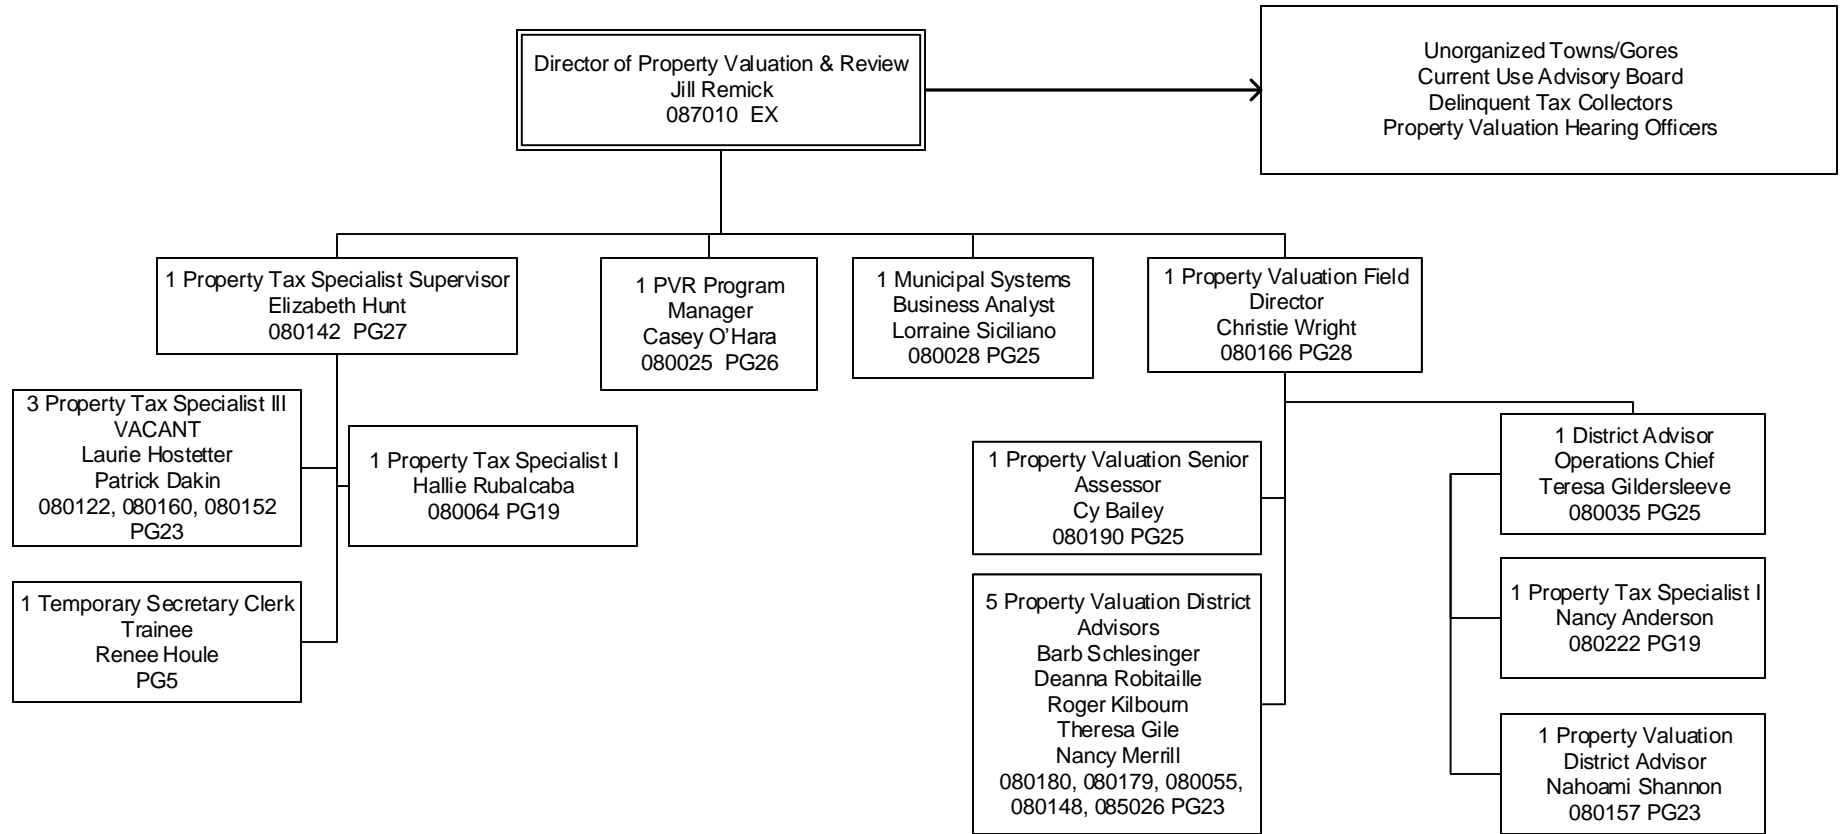 Director of Property Valuation & Review
Jill Remick
087010 EX
Unorganized Towns/Gores
Current Use Advisory Board
Delinquent Tax Collectors
Property Valuation Hearing Officers
1 Property Tax Specialist Supervisor
Elizabeth Hunt
080142 PG27
1 PVR Program
Manager
Casey O’Hara
080025 PG26
1 Municipal Systems
Business Analyst
Lorraine Siciliano
080028 PG25
1 Property Valuation Field
Director
Christie Wright
080166 PG28
3 Property Tax Specialist III
VACANT
Laurie Hostetter
Patrick Dakin
080122, 080160, 080152
PG23
1 Property Tax Specialist I
Hallie Rubalcaba
080064 PG19
1 Temporary Secretary Clerk
Trainee
Renee Houle
PG5
1 Property Valuation Senior
Assessor
Cy Bailey
080190 PG25
5 Property Valuation District
Advisors
Barb Schlesinger
Deanna Robitaille
Roger Kilbourn
Theresa Gile
Nancy Merrill
080180, 080179, 080055,
080148, 085026 PG23
1 District Advisor
Operations Chief
Teresa Gildersleeve
080035 PG25
1 Property Tax Specialist I
Nancy Anderson
080222 PG19
1 Property Valuation
District Advisor
Nahoami Shannon
080157 PG23